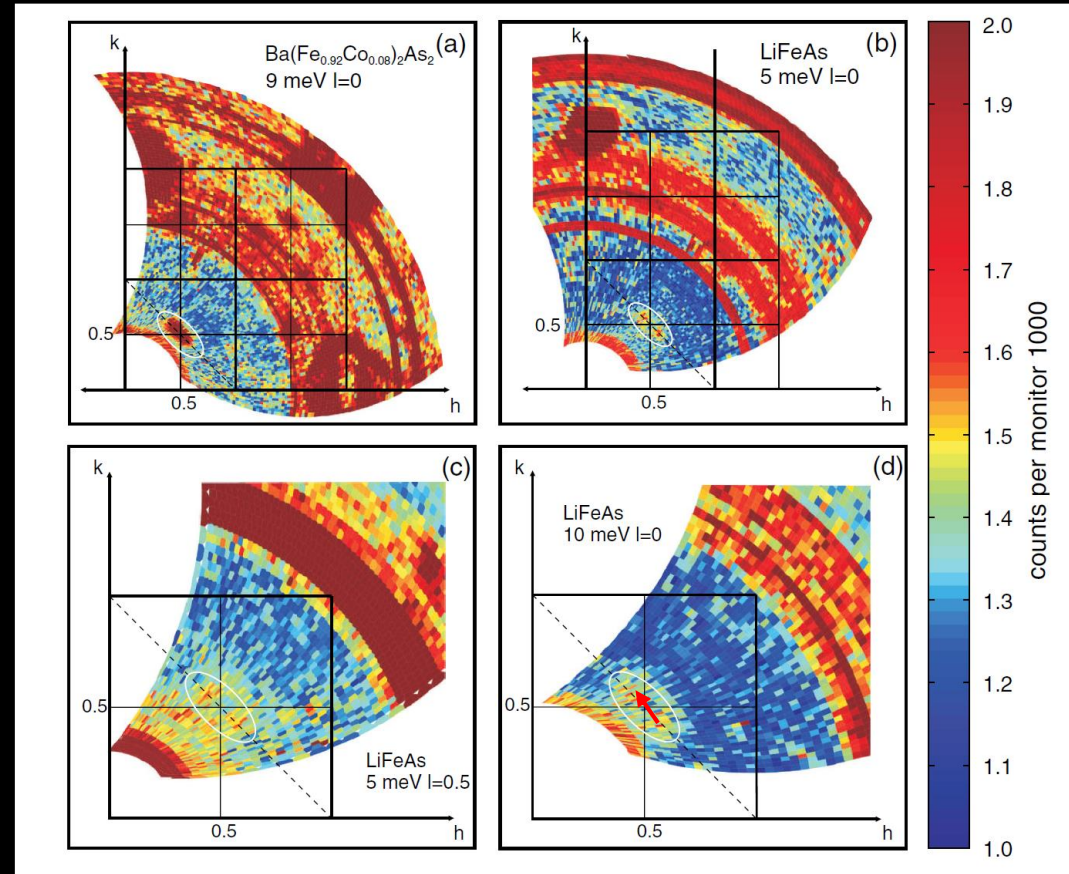 k
(a)
Ba(Fe0.92Co0.08)2As2
9 meV l=0
0.5
0.5
h
k
(b)
LiFeAs
5 meV l=0
0.5
0.5
h
k
(c)
0.5
LiFeAs
5 meV l=0.5
0.5
h
k
(d)
LiFeAs
10 meV l=0
0.5
0.5
h
2.0
1.9
1.8
1.7
1.6
1.5
1.4
1.3
1.2
1.1
1.0
counts per monitor 1000